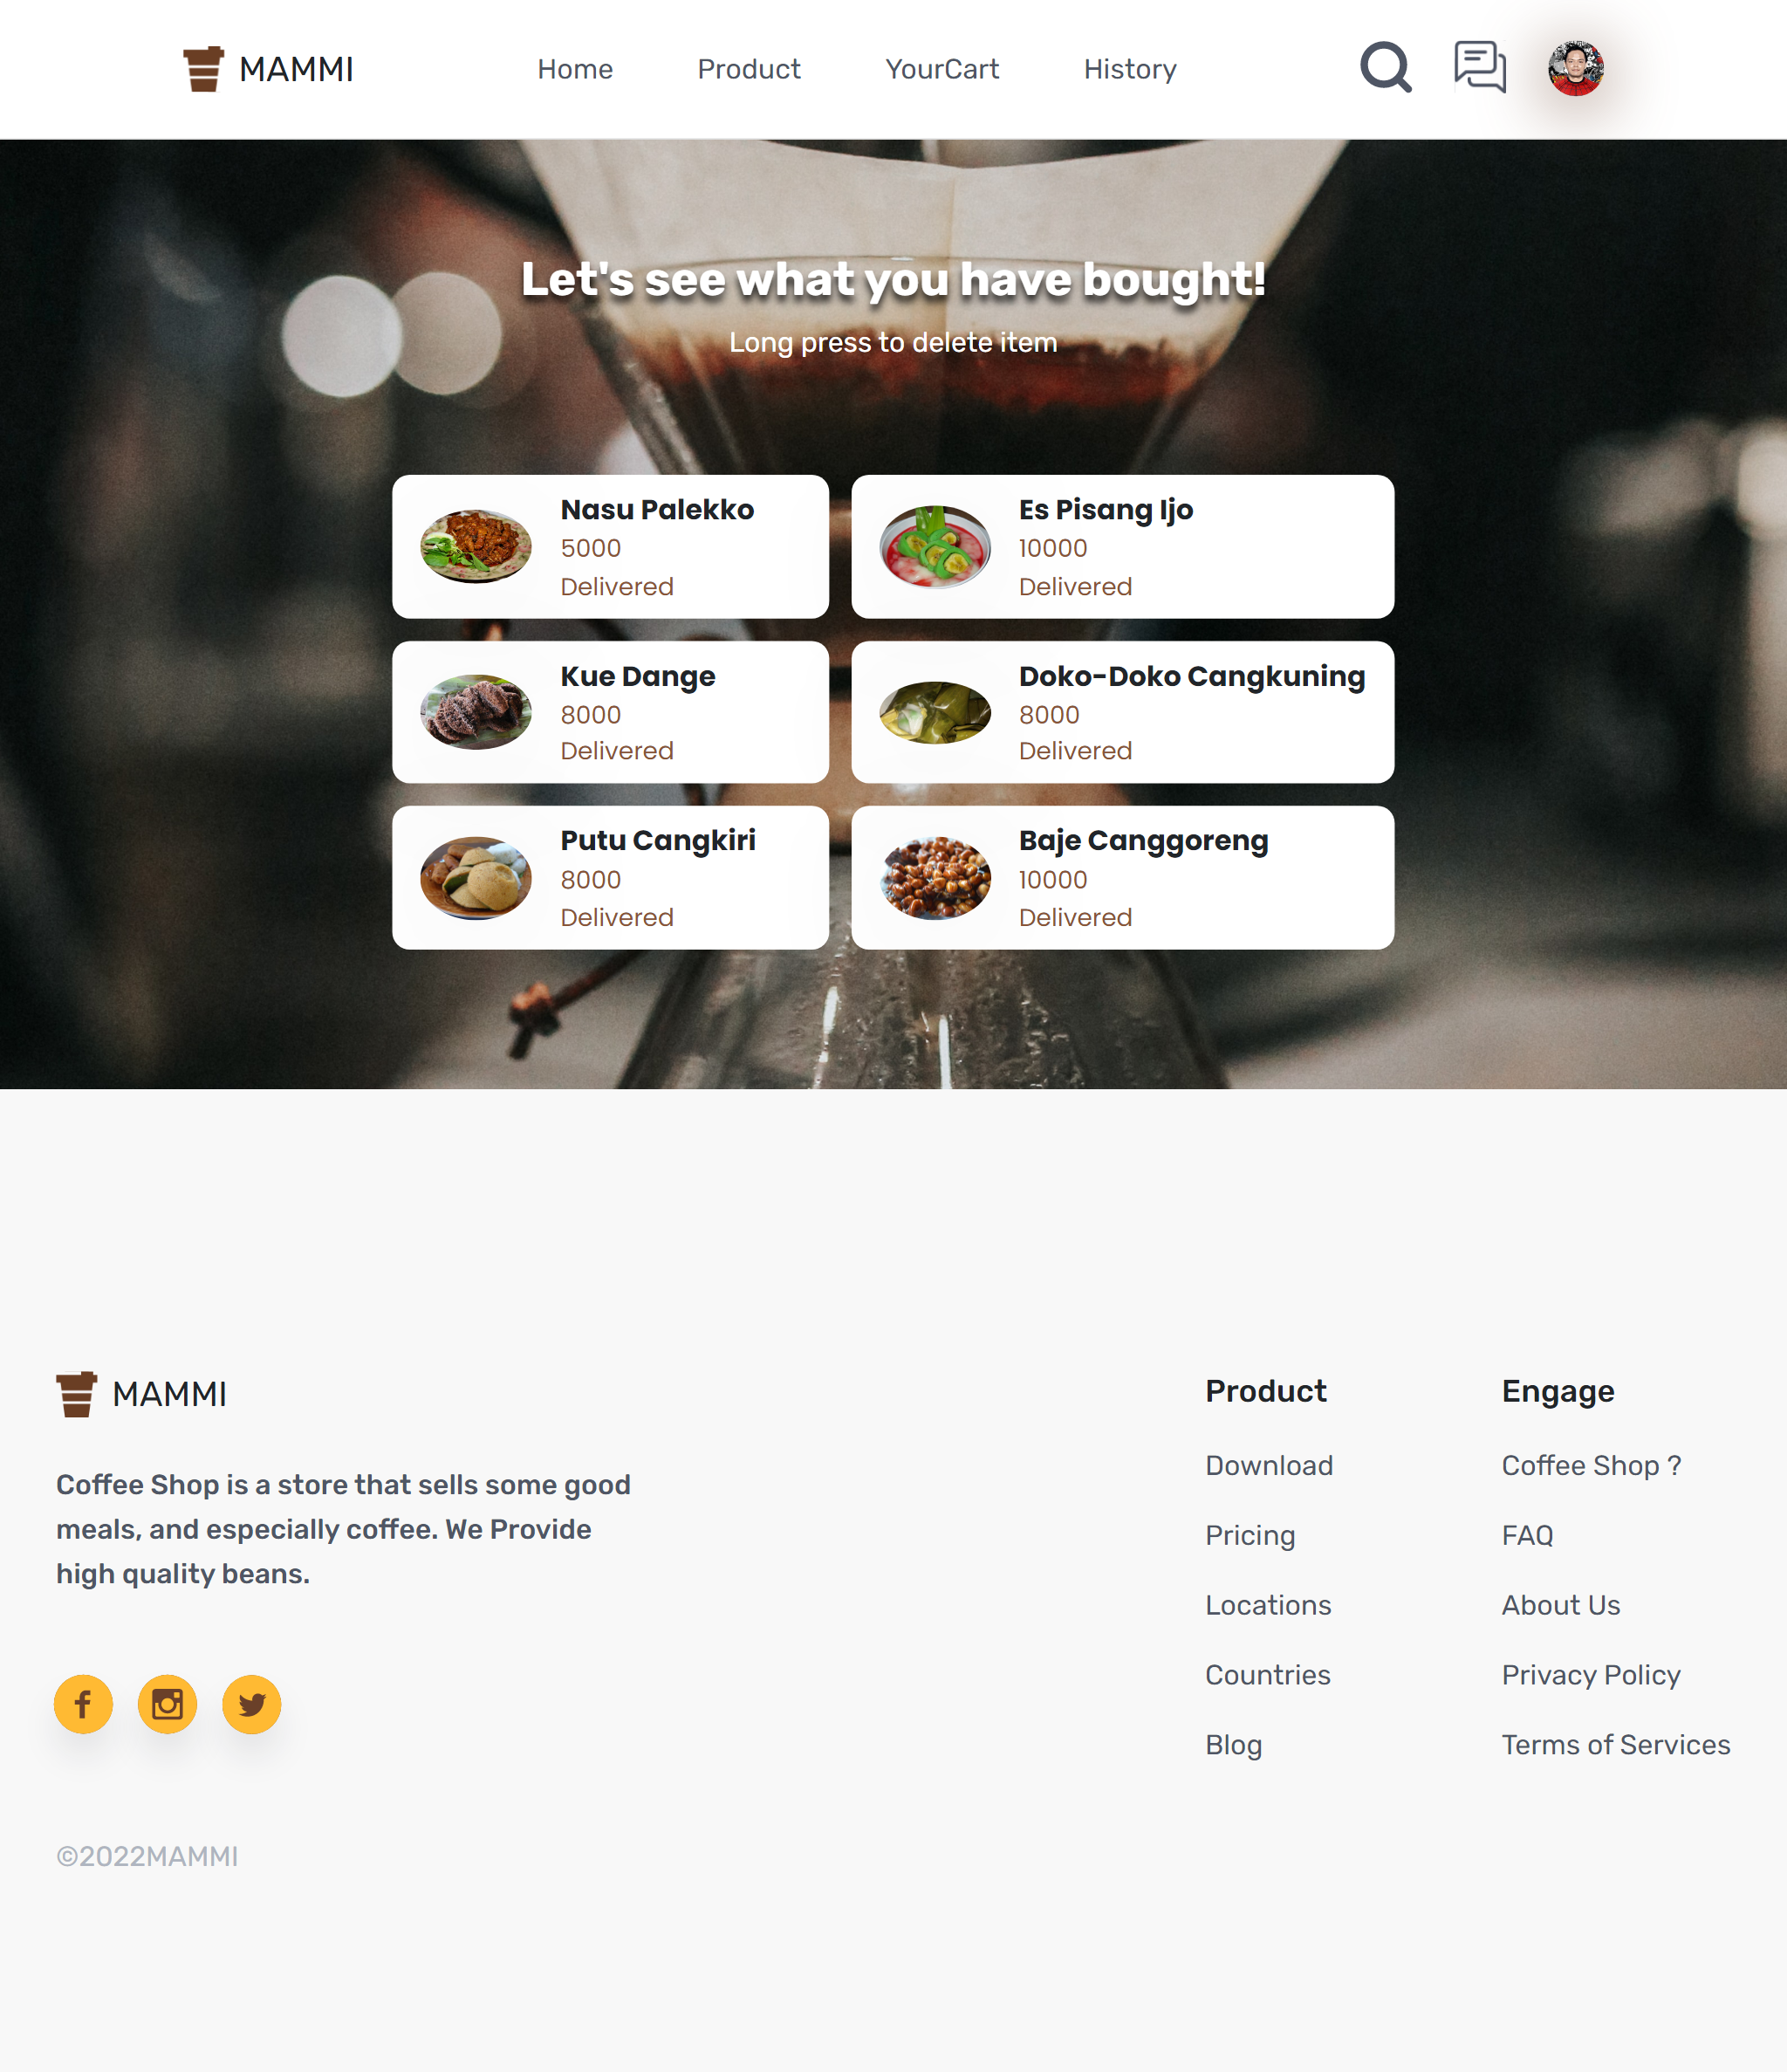 MAMMI
Home
Product
YourCart
History
Let's see what you have bought!
Long press to delete item
Nasu Palekko
5000
Delivered
Es Pisang Ijo
10000
Delivered
Kue Dange
8000
Delivered
Doko-Doko Cangkuning
8000
Delivered
Putu Cangkiri
8000
Delivered
Baje Canggoreng
10000
Delivered
MAMMI
Coffee Shop is a store that sells some good
meals, and especially coffee. We Provide
high quality beans.
©2022MAMMI
Product
Download
Pricing
Locations
Countries
Blog
Engage
Coffee Shop ?
FAQ
About Us
Privacy Policy
Terms of Services